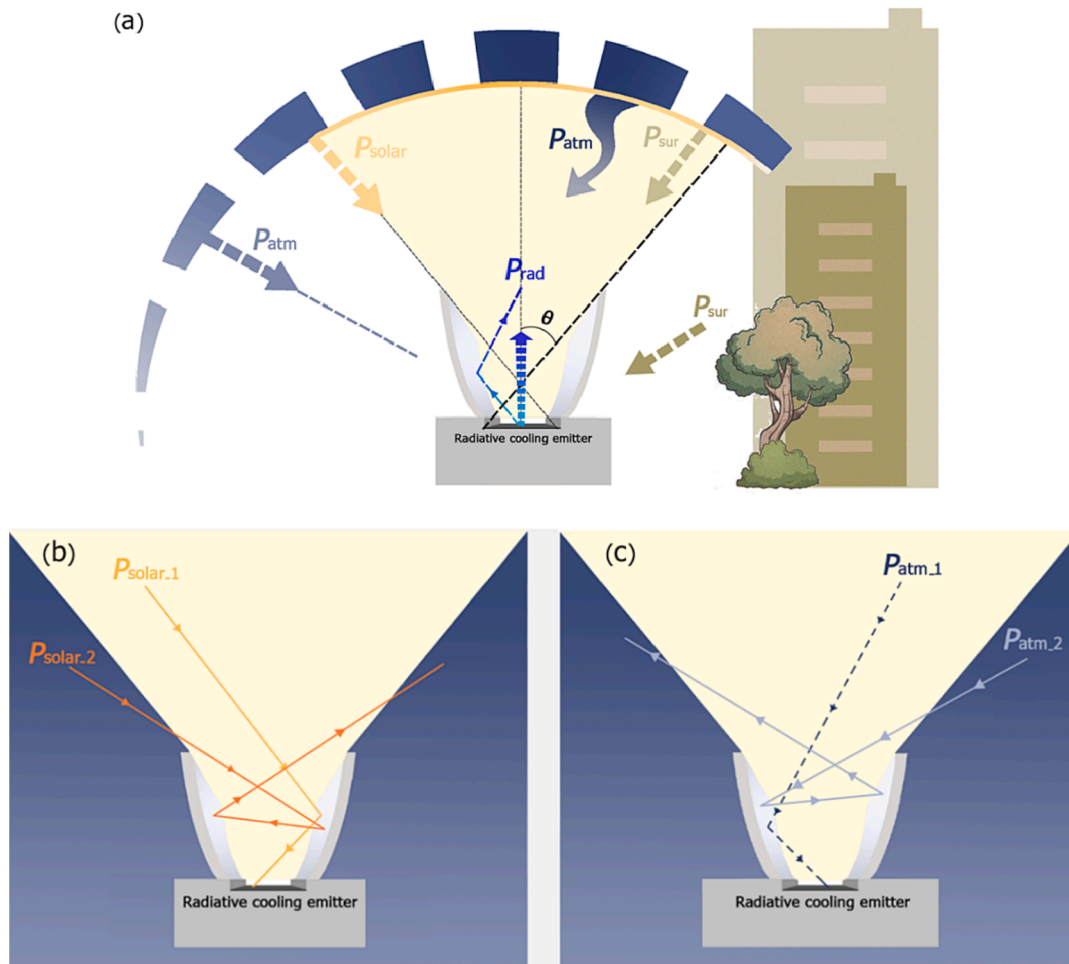 (a)
Psolar
Patm
Psur
Patm
Prad
θ
Psur
Radiative cooling emitter
(b)
Psolar_1
Psolar_2
Radiative cooling emitter
(c)
Patm_1
Patm_2
Radiative cooling emitter